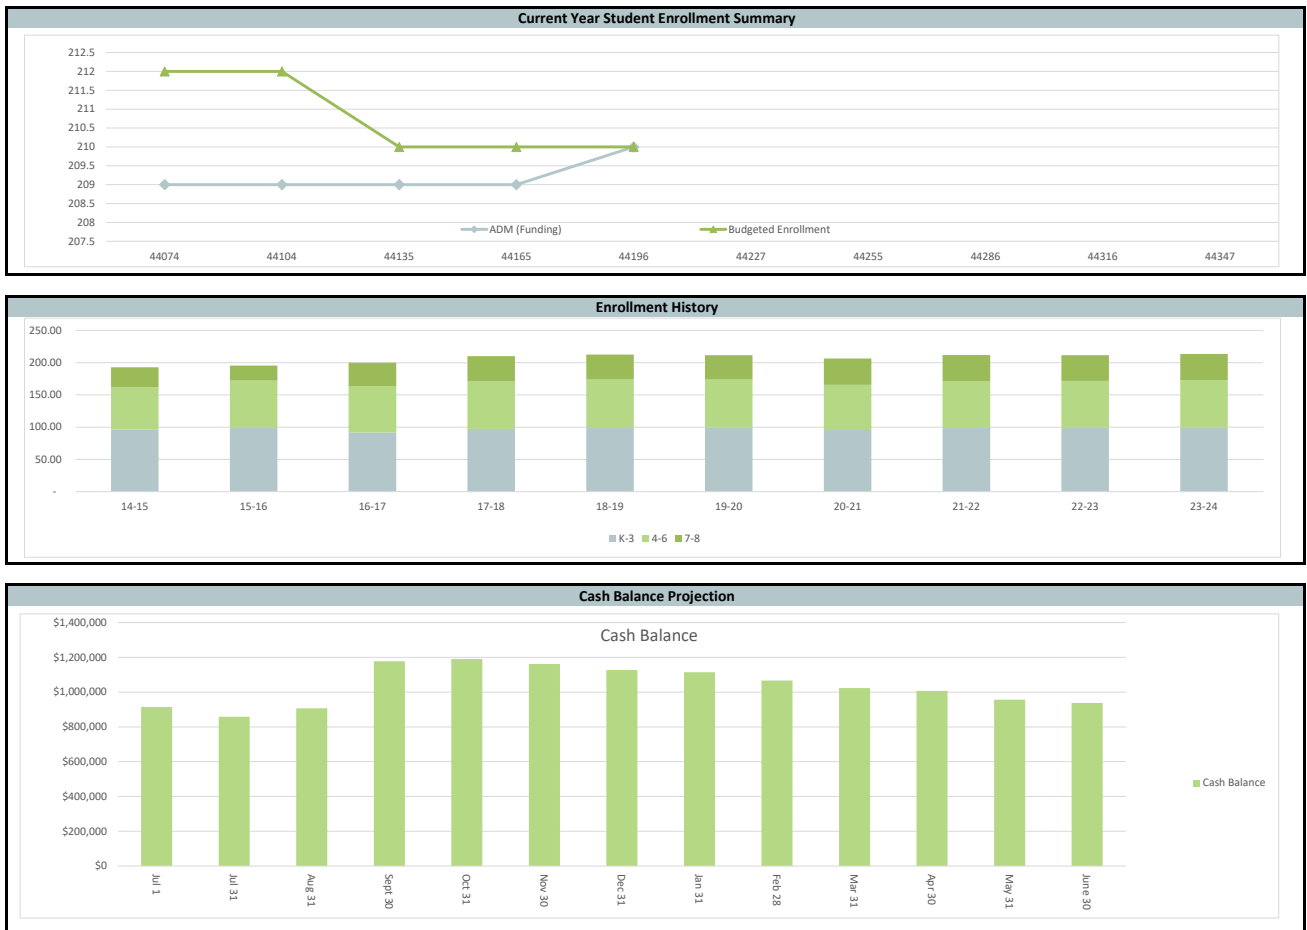 Current Year Student Enrollment Summary
212.5
212
211.5
211
210.5
210
209.5
209
208.5
208
207.5
ADM (Funding) Budgeted Enrollment
44074 44104 44135 44165 44196 44227 44255 44286 44316 44347
Enrollment History
250.00
200.00
150.00
100.00
50.00
-
14-15 15-16 16-17 17-18 18-19 19-20 20-21 21-22 22-23 23-24
K-3 4-6 7-8
Cash Balance Projection
Cash Balance
$1,400,000
$1,200,000
$1,000,000
$800,000
$600,000
$400,000
$200,000
$0
Cash Balance
Jul 1 Jul 31 Aug 31 Sept 30 Oct 31 Nov 30 Dec 31 Jan 31 Feb 28 Mar 31 Apr 30 May 31 June 30